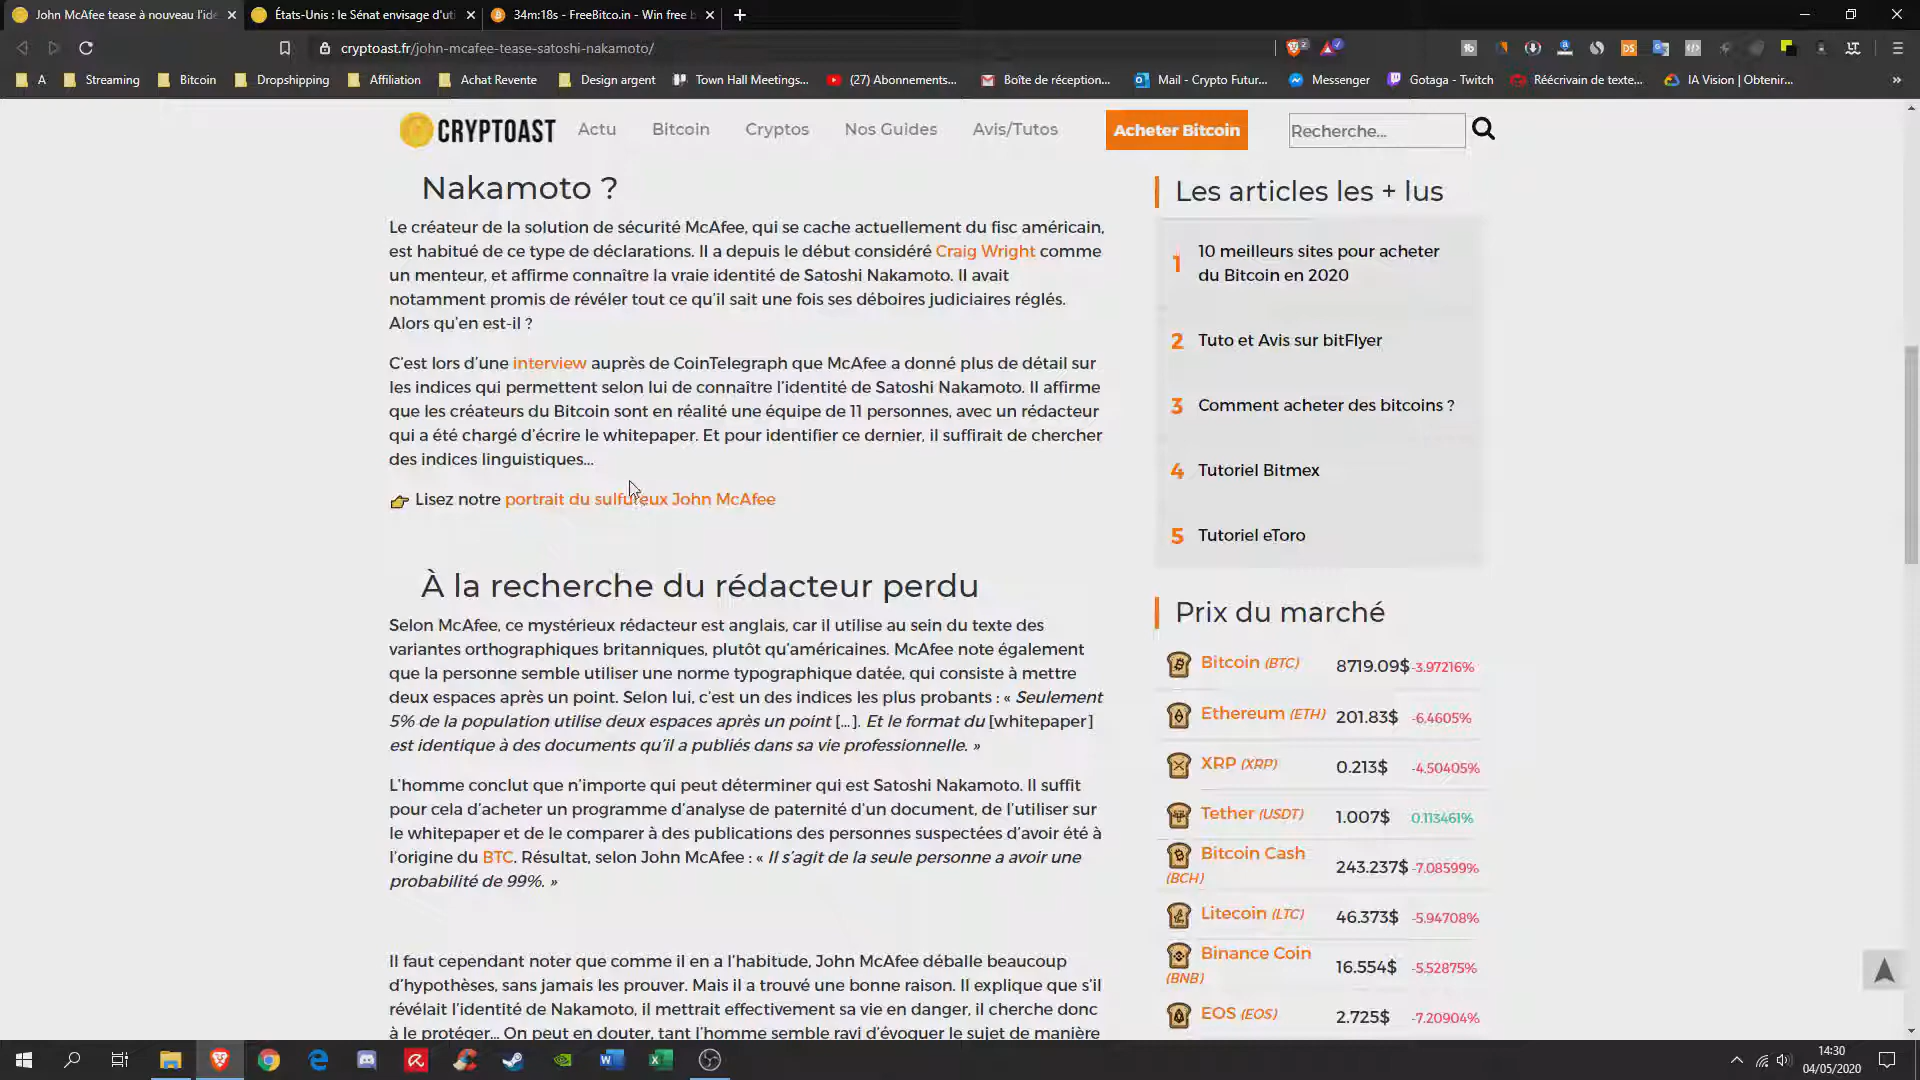 John McAfee tease à nouveau l'ide
États-Unis : le Sénat envisage d'uti
34m:18s - FreeBitco.in - Win free b
cryptoast.fr/john-mcafee-tease-satoshi-nakamoto/
A
Streaming
Bitcoin
Dropshipping
Affiliation
Achat Revente
Design argent
Town Hall Meetings...
(27) Abonnements...
Boîte de réception...
Mail - Crypto Futur...
Messenger
Gotaga - Twitch
Réécrivain de texte...
IA Vision | Obtenir...
CRYPTOAST
Actu
Bitcoin
Cryptos
Nos Guides
Avis/Tutos
Acheter Bitcoin
Recherche...
Nakamoto ?
Le créateur de la solution de sécurité McAfee, qui se cache actuellement du fisc américain,
est habitué de ce type de déclarations. Il a depuis le début considéré Craig Wright comme
un menteur, et affirme connaître la vraie identité de Satoshi Nakamoto. Il avait
notamment promis de révéler tout ce qu'il sait une fois ses déboires judiciaires réglés.
Alors qu'en est-il ?
C'est lors d'une interview auprès de CoinTelegraph que McAfee a donné plus de détail sur
les indices qui permettent selon lui de connaître l'identité de Satoshi Nakamoto. Il affirme
que les créateurs du Bitcoin sont en réalité une équipe de 11 personnes, avec un rédacteur
qui a été chargé d'écrire le whitepaper. Et pour identifier ce dernier, il suffirait de chercher
des indices linguistiques...
Lisez notre portrait du sulfureux John McAfee
À la recherche du rédacteur perdu
Selon McAfee, ce mystérieux rédacteur est anglais, car il utilise au sein du texte des
variantes orthographiques britanniques, plutôt qu'américaines. McAfee note également
que la personne semble utiliser une norme typographique datée, qui consiste à mettre
deux espaces après un point. Selon lui, c'est un des indices les plus probants : « Seulement
5% de la population utilise deux espaces après un point [...]. Et le format du [whitepaper]
est identique à des documents qu'il a publiés dans sa vie professionnelle. »
L'homme conclut que n'importe qui peut déterminer qui est Satoshi Nakamoto. Il suffit
pour cela d'acheter un programme d'analyse de paternité d'un document, de l'utiliser sur
le whitepaper et de le comparer à des publications des personnes suspectées d'avoir été à
l'origine du BTC. Résultat, selon John McAfee : « Il s'agit de la seule personne a avoir une
probabilité de 99%. »
Il faut cependant noter que comme il en a l'habitude, John McAfee déballe beaucoup
d'hypothèses, sans jamais les prouver. Mais il a trouvé une bonne raison. Il explique que s'il
révélait l'identité de Nakamoto, il mettrait effectivement sa vie en danger, il cherche donc
à le protéger... On peut en douter, tant l'homme semble ravi d'évoquer le sujet de manière
Les articles les + lus
1 10 meilleurs sites pour acheter
du Bitcoin en 2020
2 Tuto et Avis sur bitFlyer
3 Comment acheter des bitcoins ?
4 Tutoriel Bitmex
5 Tutoriel eToro
Prix du marché
Bitcoin (BTC) 8719.09$ -3.97216%
Ethereum (ETH) 201.83$ -6.4605%
XRP (XRP) 0.213$ -4.50405%
Tether (USDT) 1.007$ 0.113461%
Bitcoin Cash
(BCH) 243.237$ -7.08599%
Litecoin (LTC) 46.373$ -5.94708%
Binance Coin
(BNB) 16.554$ -5.52875%
EOS (EOS) 2.725$ -7.20904%
14:30
04/05/2020